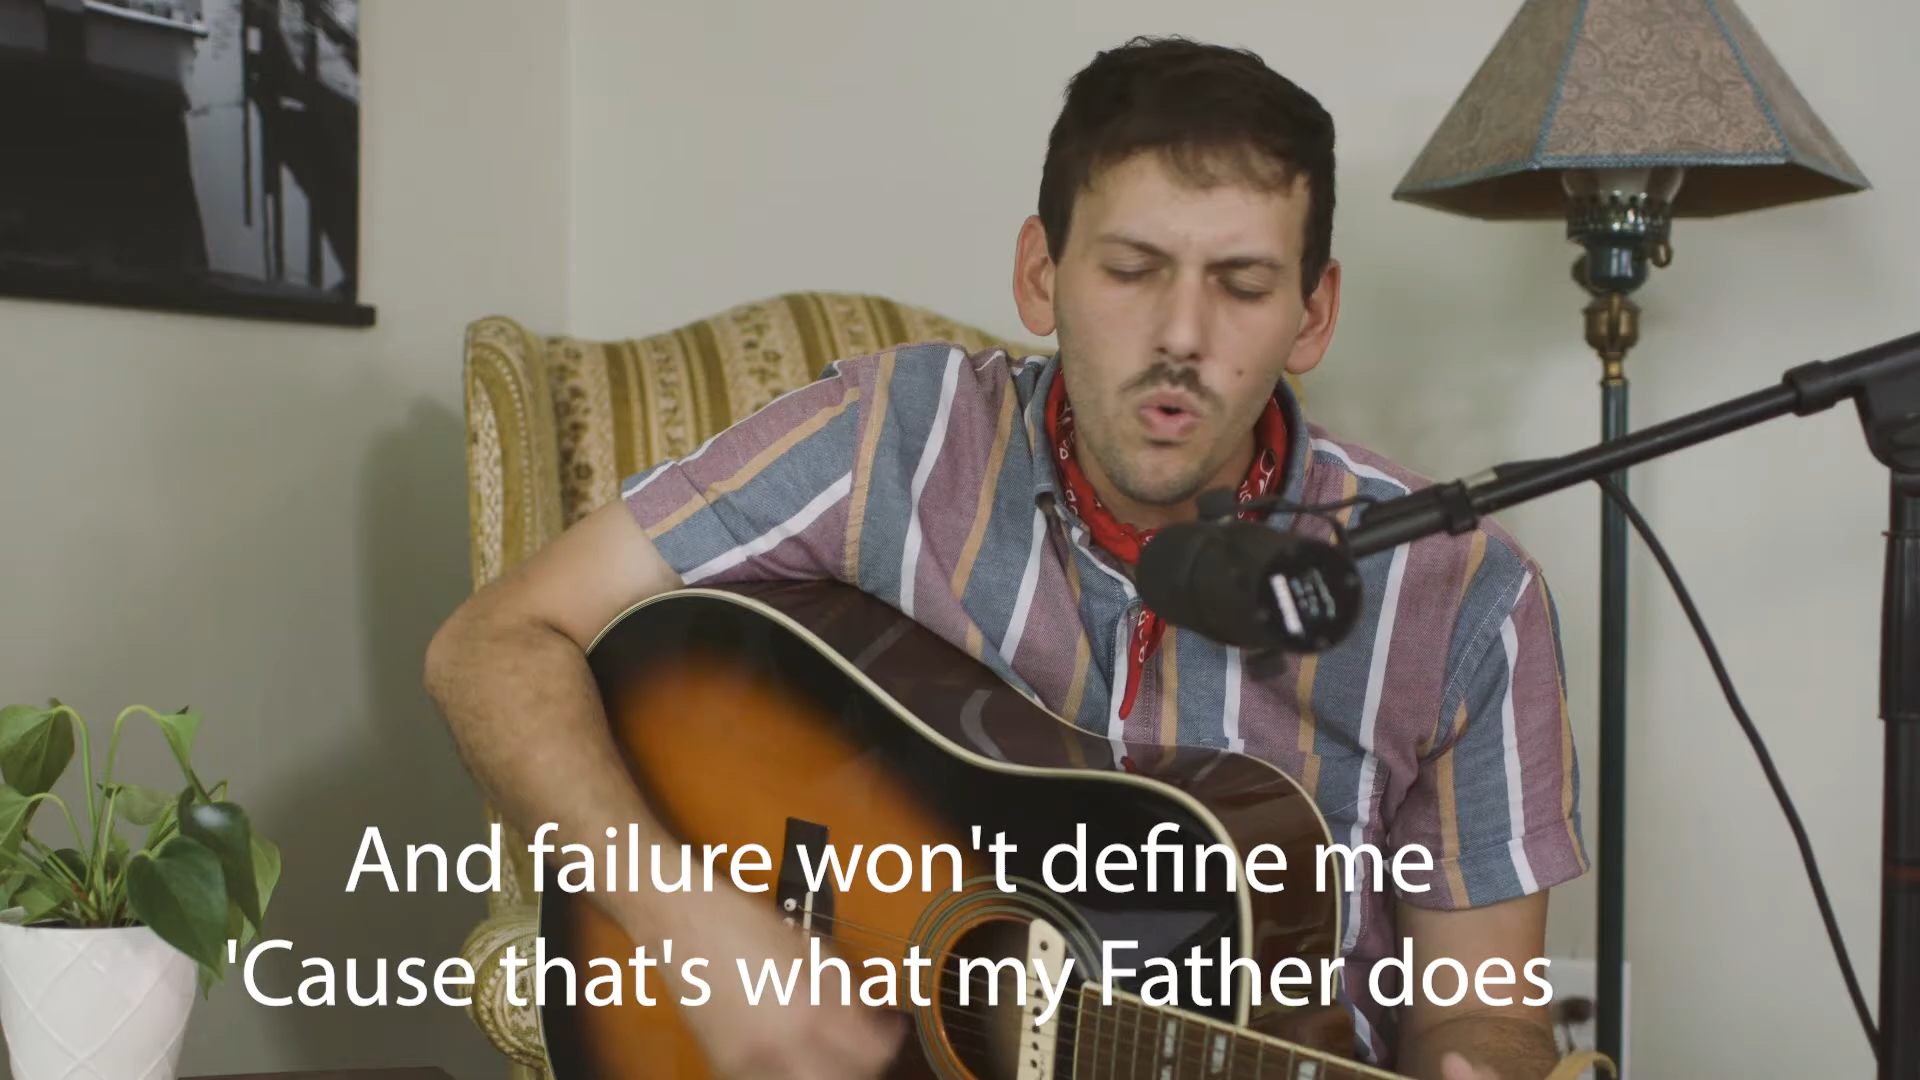 And failure won't define me
'Cause that's what my Father does